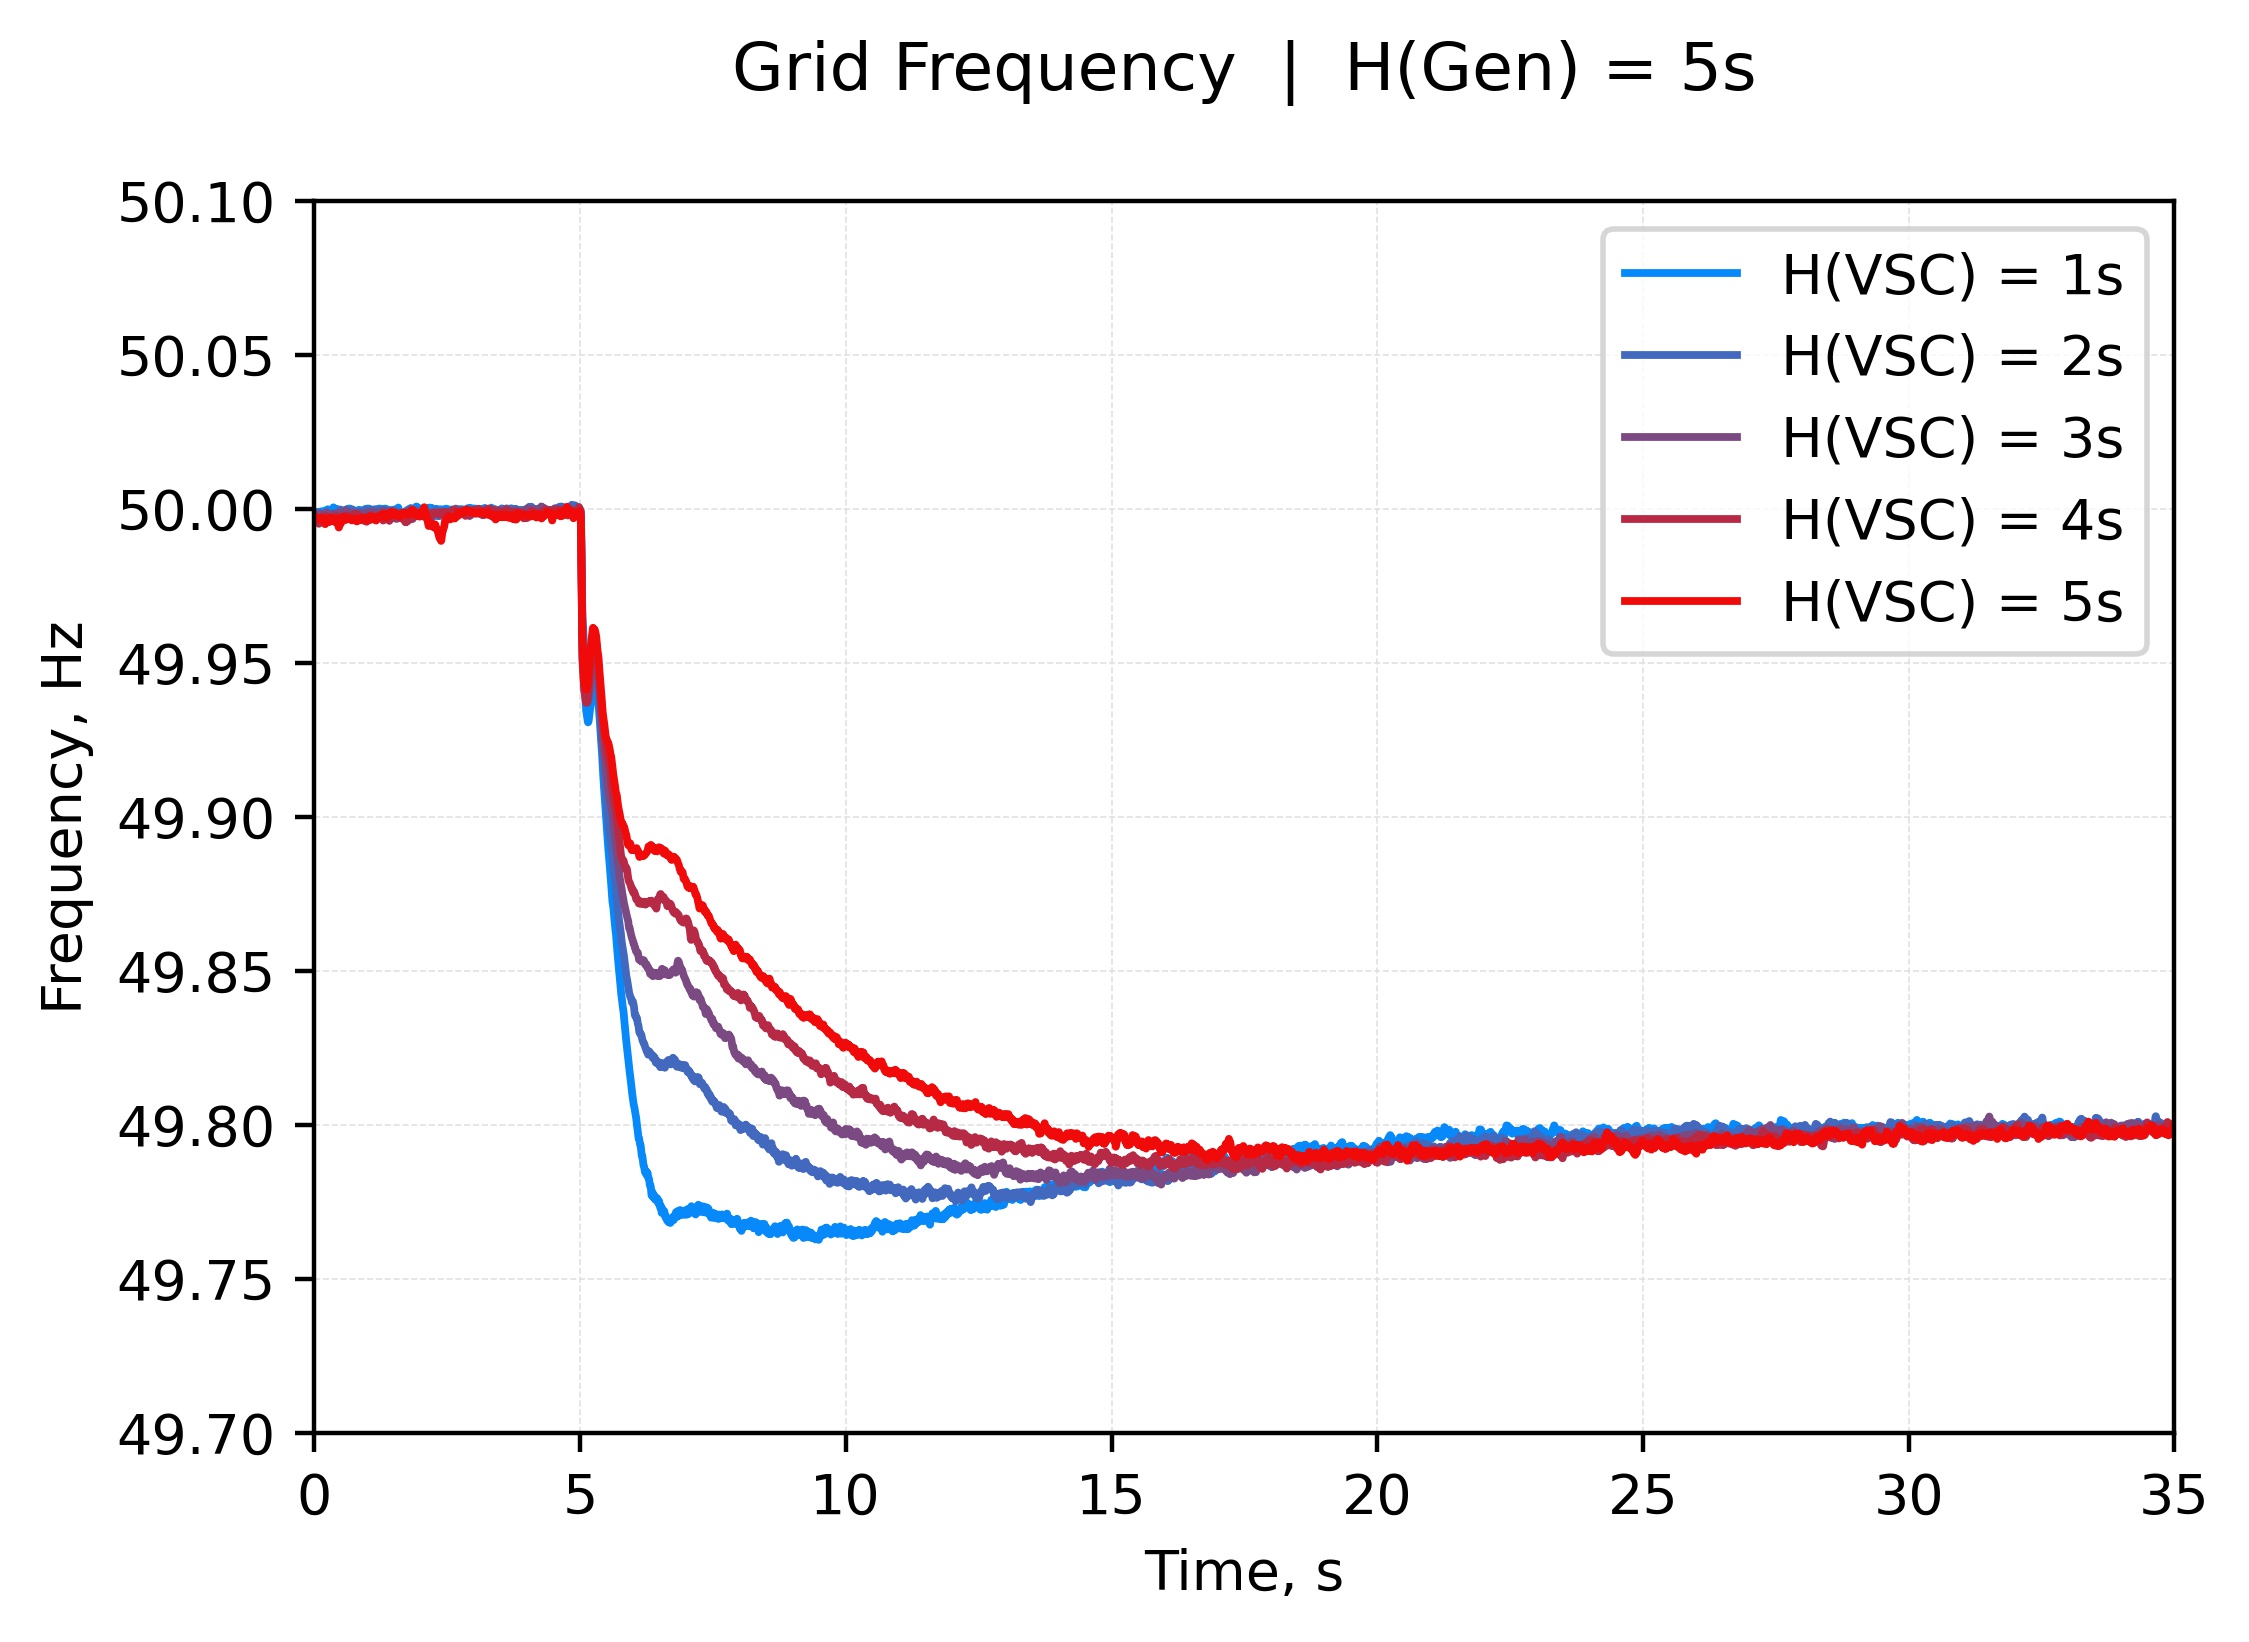 Grid Frequency | H(Gen) = 5s
50.10
50.05
50.00
49.95
49.90
49.85
49.80
49.75
49.70
Frequency, Hz
H(VSC) = 1s
H(VSC) = 2s
H(VSC) = 3s
H(VSC) = 4s
H(VSC) = 5s
0 5 10 15 20 25 30 35
Time, s